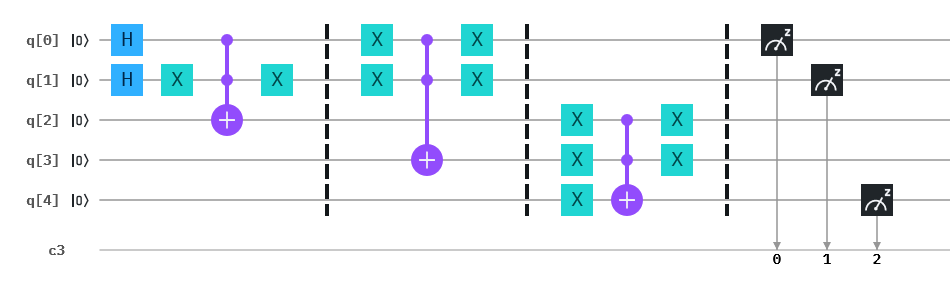 q[0] |0⟩ H X X z
q[1] |0⟩ H X X X X z
q[2] |0⟩ X X
q[3] |0⟩ X X
q[4] |0⟩ X z
c3
0 1 2